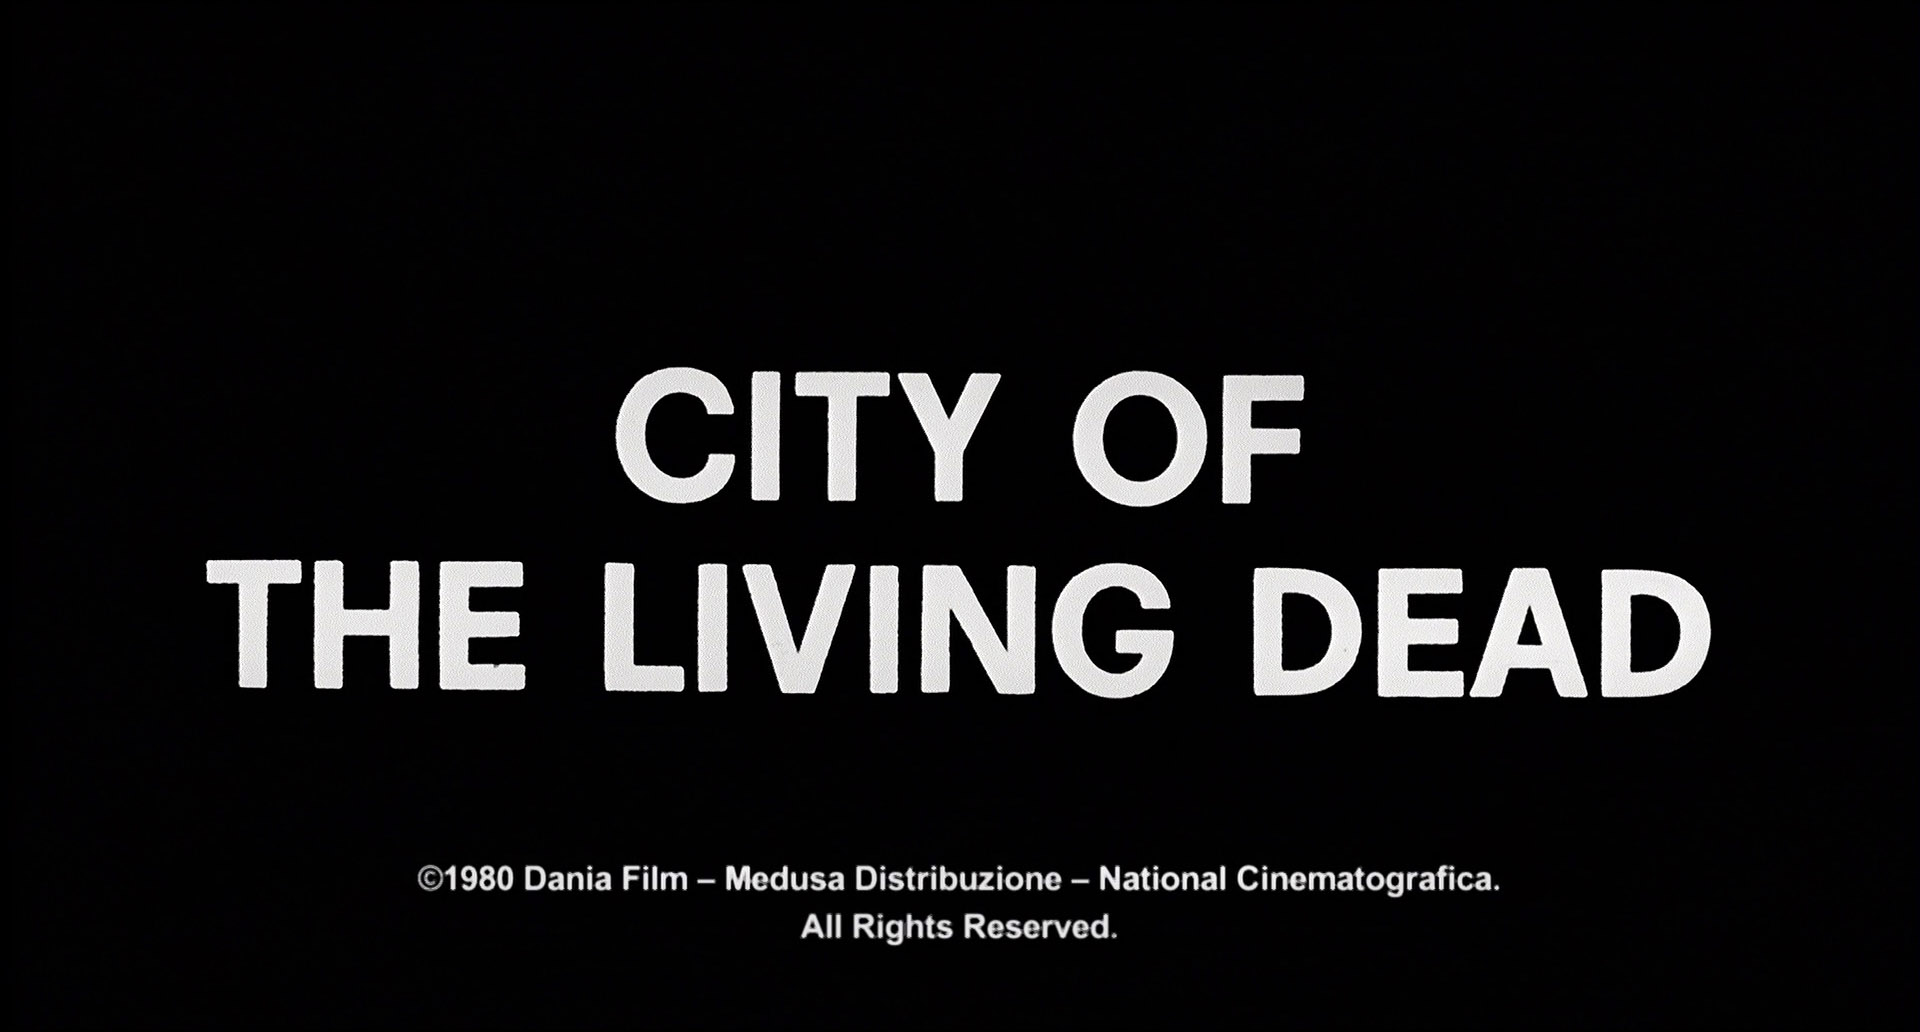 CITY OF
THE LIVING DEAD
©1980 Dania Film – Medusa Distribuzione – National Cinematografica.
All Rights Reserved.